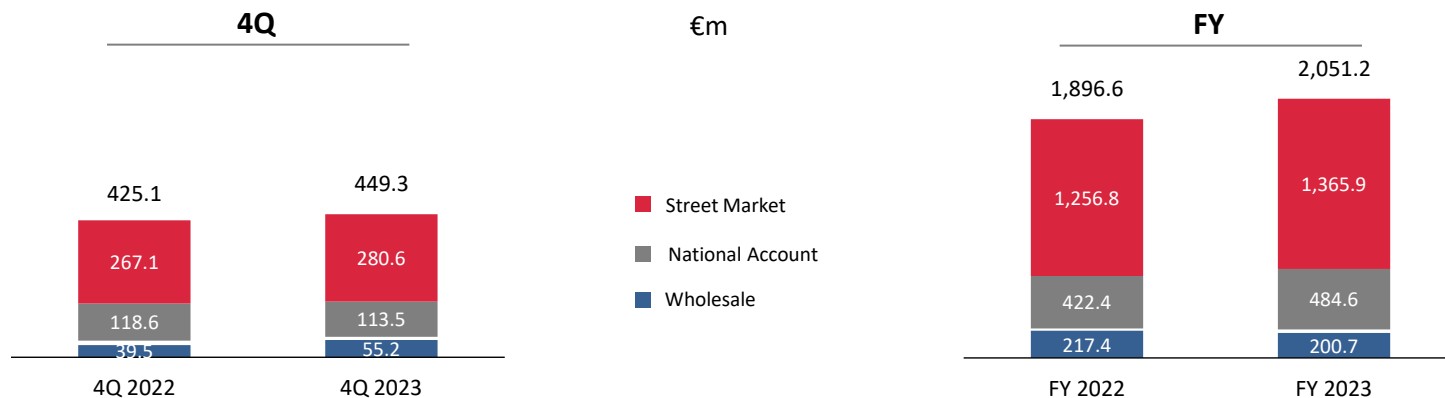 4Q
€m
FY
425.1
449.3
267.1
280.6
118.6
113.5
39.5
55.2
4Q 2022
4Q 2023
Street Market
National Account
Wholesale
1,896.6
2,051.2
1,256.8
1,365.9
422.4
484.6
217.4
200.7
FY 2022
FY 2023